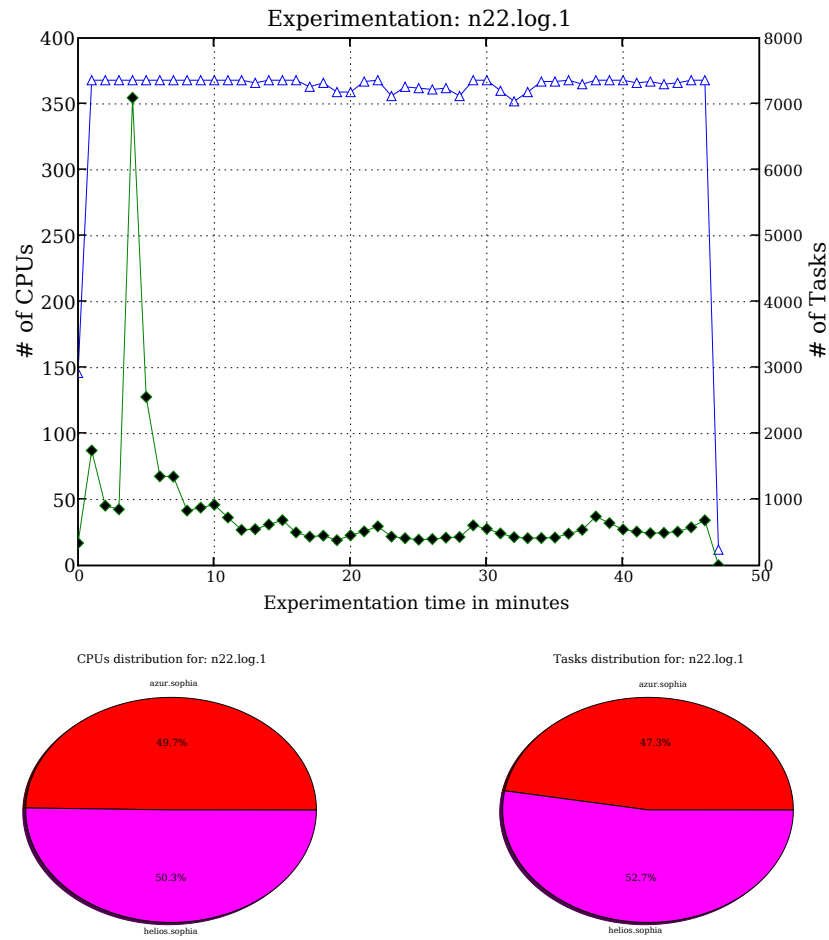 Experimentation: n22.log.1
400
350
300
250
200
150
100
50
0
# of CPUs
8000
7000
6000
5000
4000
3000
2000
1000
0
# of Tasks
0 10 20 30 40 50
Experimentation time in minutes
CPUs distribution for: n22.log.1
azur.sophia
49.7%
50.3%
helios.sophia
Tasks distribution for: n22.log.1
azur.sophia
47.3%
52.7%
helios.sophia